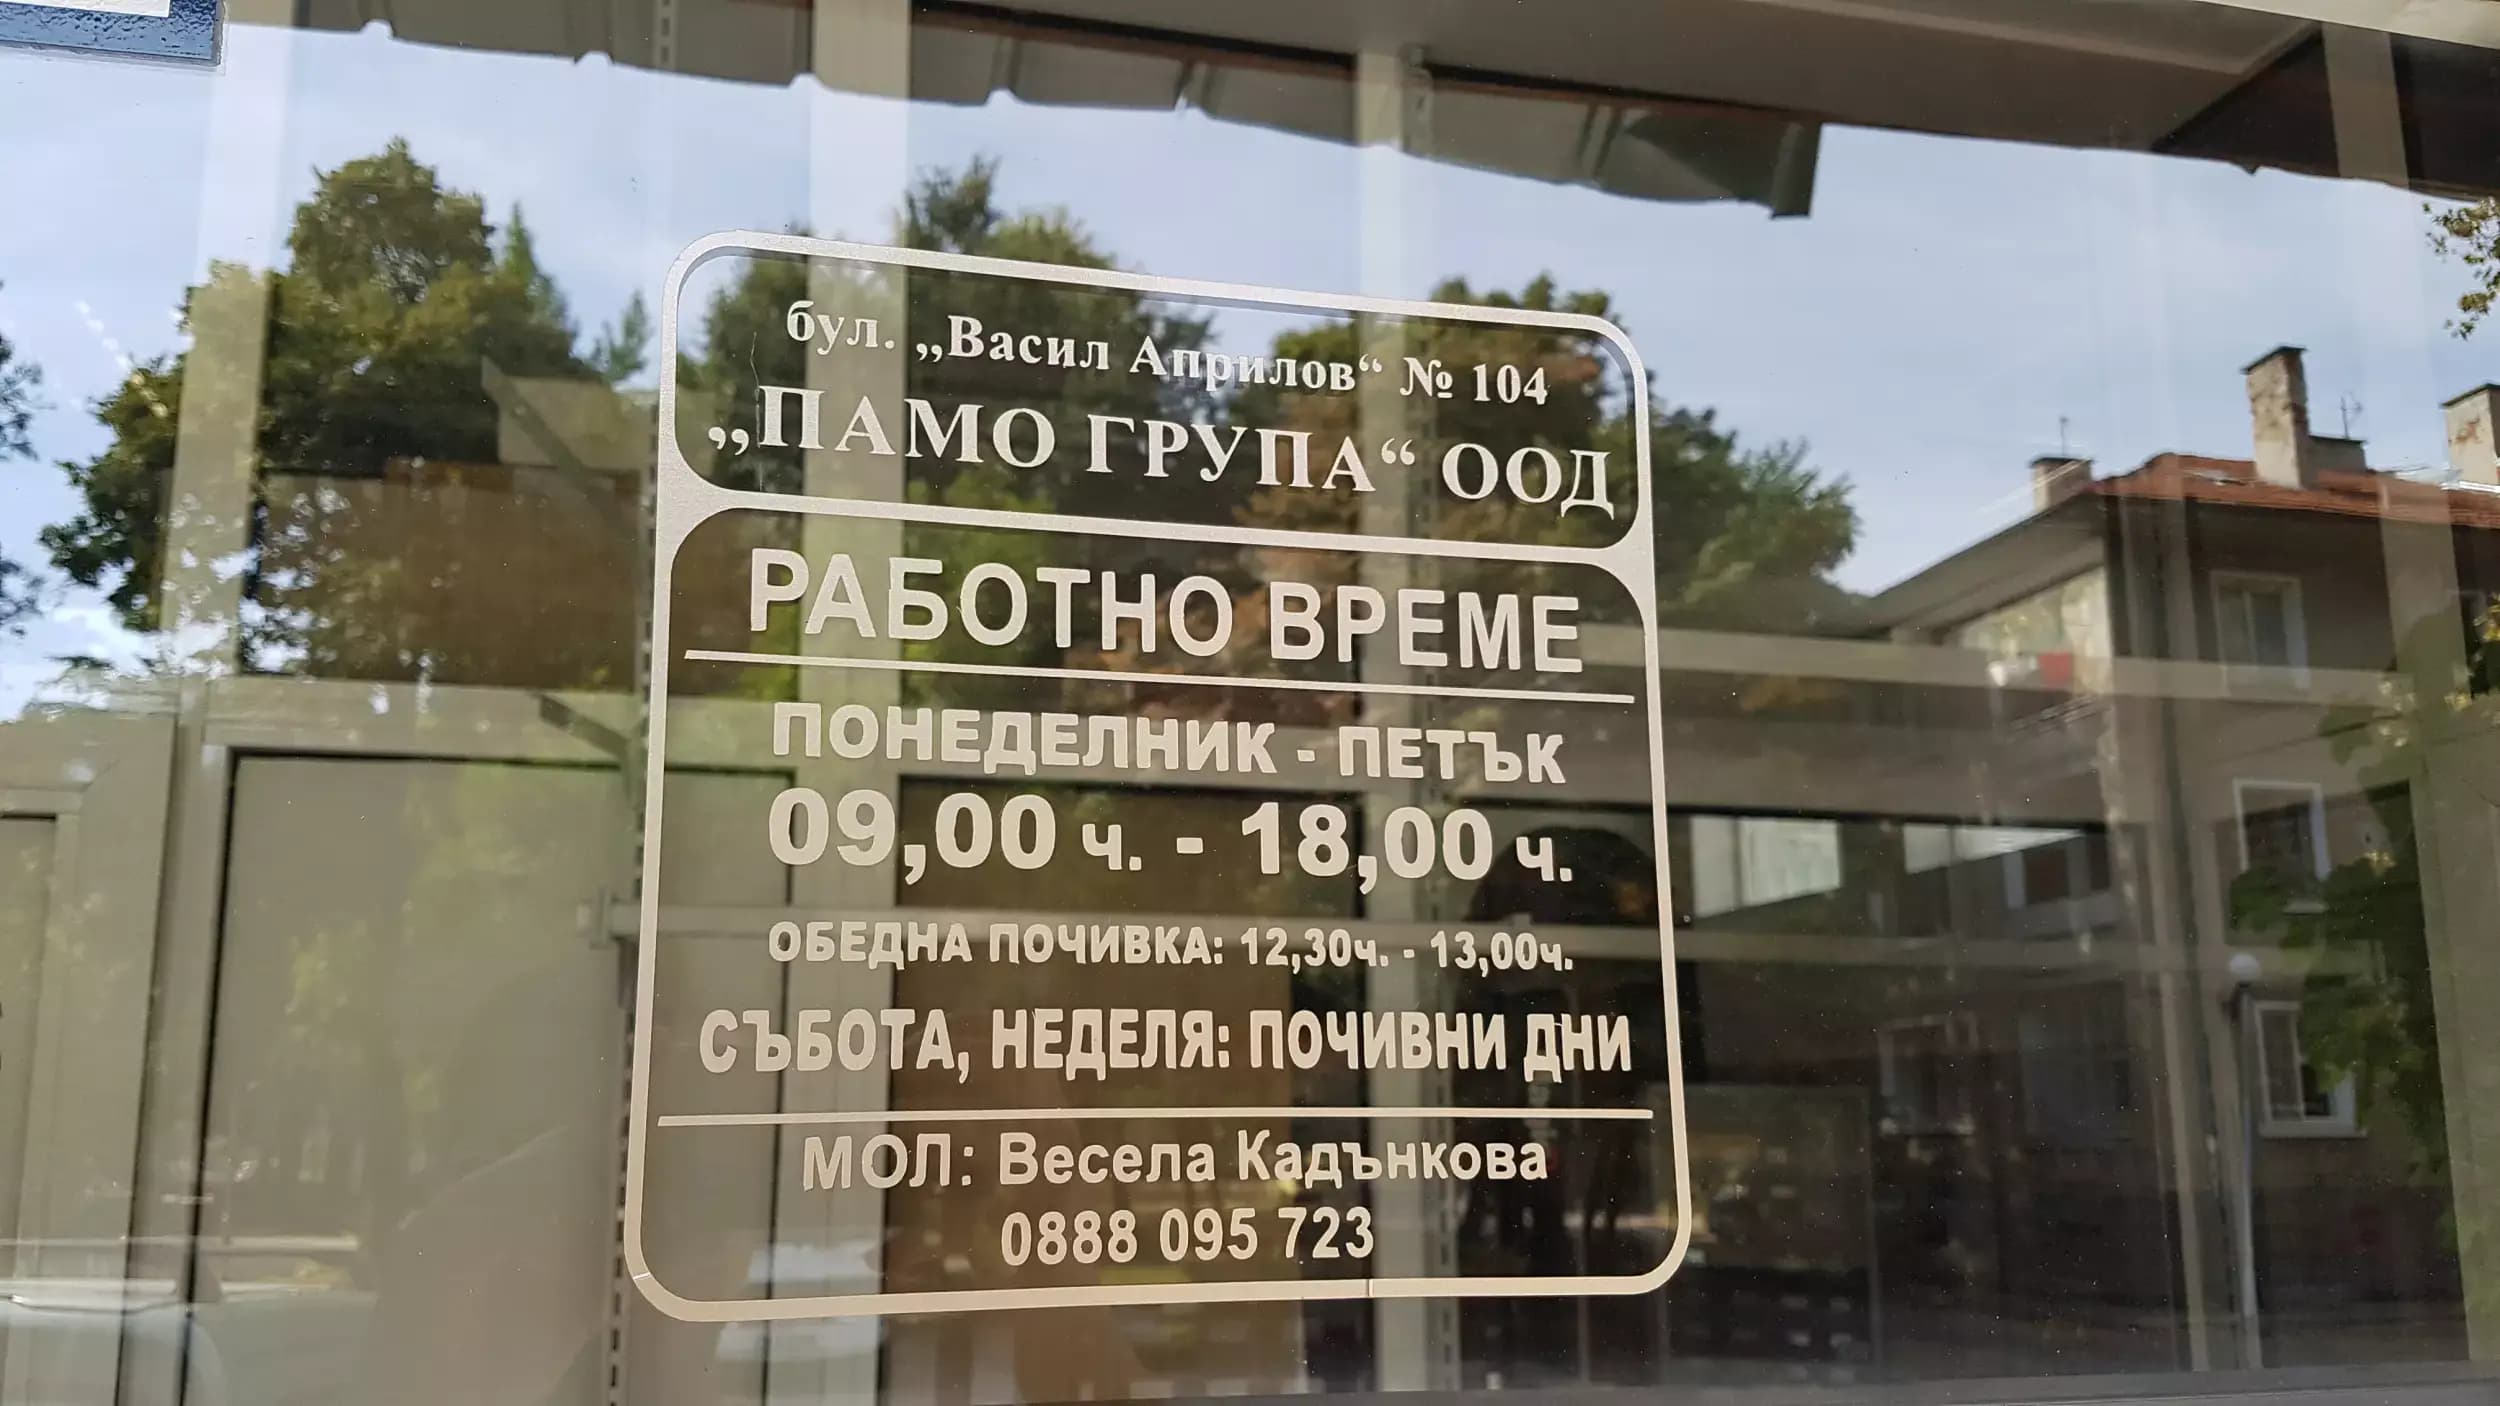 бул. „Васил Априлов“ № 104
„ПАМО ГРУПА“ ООД
РАБОТНО ВРЕМЕ
ПОНЕДЕЛНИК - ПЕТЪК
09,00 ч. - 18,00 ч.
ОБЕДНА ПОЧИВКА: 12,30ч. - 13,00ч.
СЪБОТА, НЕДЕЛЯ: ПОЧИВНИ ДНИ
МОЛ: Весела Кадънкова
0888 095 723